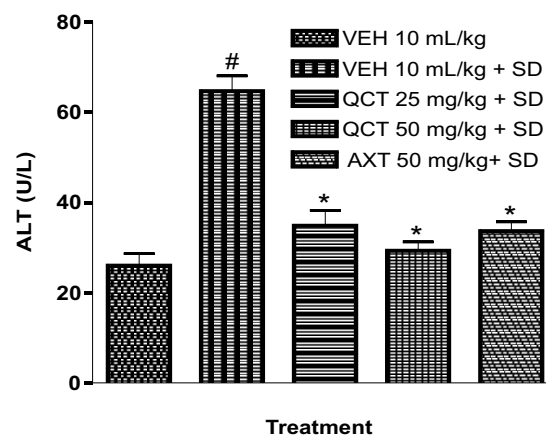 80
60
40
20
0
ALT (U/L)
VEH 10 mL/kg
VEH 10 mL/kg + SD
QCT 25 mg/kg + SD
QCT 50 mg/kg + SD
AXT 50 mg/kg+ SD
#
*
*
*
Treatment